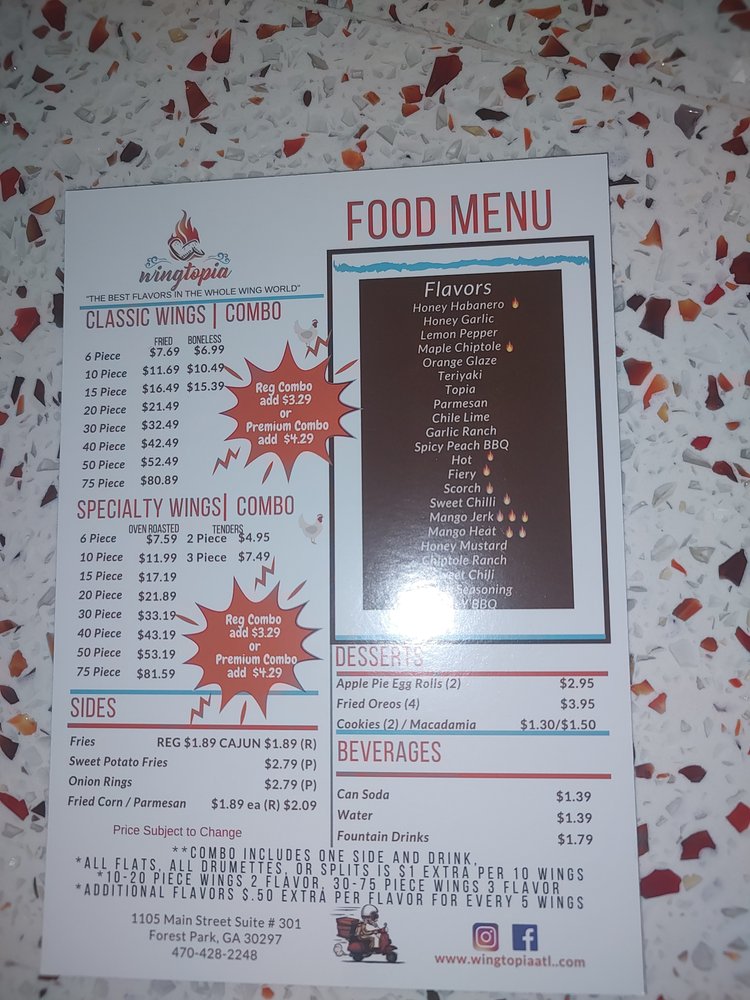 FOOD MENU
wingtopia
"THE BEST FLAVORS IN THE WHOLE WING WORLD"
CLASSIC WINGS | COMBO
FRIED BONELESS
6 Piece $7.69 $6.99
10 Piece $11.69 $10.49
15 Piece $16.49 $15.39
20 Piece $21.49
30 Piece $32.49
40 Piece $42.49
50 Piece $52.49
75 Piece $80.89
Reg Combo
add $3.29
or
Premium Combo
add $4.29
SPECIALTY WINGS| COMBO
OVEN ROASTED TENDERS
6 Piece $7.59 2 Piece $4.95
10 Piece $11.99 3 Piece $7.49
15 Piece $17.19
20 Piece $21.89
30 Piece $33.19
40 Piece $43.19
50 Piece $53.19
75 Piece $81.59
Reg Combo
add $3.29
or
Premium Combo
add $4.29
SIDES
Fries REG $1.89 CAJUN $1.89 (R)
Sweet Potato Fries $2.79 (P)
Onion Rings $2.79 (P)
Fried Corn / Parmesan $1.89 ea (R) $2.09
Price Subject to Change
Flavors
Honey Habanero 🔥
Honey Garlic
Lemon Pepper
Maple Chiptole 🔥
Orange Glaze
Teriyaki
Topia
Parmesan
Chile Lime
Garlic Ranch
Spicy Peach BBQ
Hot 🔥
Fiery 🔥
Scorch 🔥
Sweet Chilli 🔥
Mango Jerk 🔥🔥🔥
Mango Heat 🔥🔥
Honey Mustard
Chiptole Ranch
Sweet Chili
Seasoning
BBQ
DESSERTS
Apple Pie Egg Rolls (2) $2.95
Fried Oreos (4) $3.95
Cookies (2) / Macadamia $1.30/$1.50
BEVERAGES
Can Soda $1.39
Water $1.39
Fountain Drinks $1.79
**COMBO INCLUDES ONE SIDE AND DRINK,
*ALL FLATS, ALL DRUMETTES, OR SPLITS IS $1 EXTRA PER 10 WINGS
*10-20 PIECE WINGS 2 FLAVOR, 30-75 PIECE WINGS 3 FLAVOR
*ADDITIONAL FLAVORS $.50 EXTRA PER FLAVOR FOR EVERY 5 WINGS
1105 Main Street Suite # 301
Forest Park, GA 30297
470-428-2248
www.wingtopiaatl..com